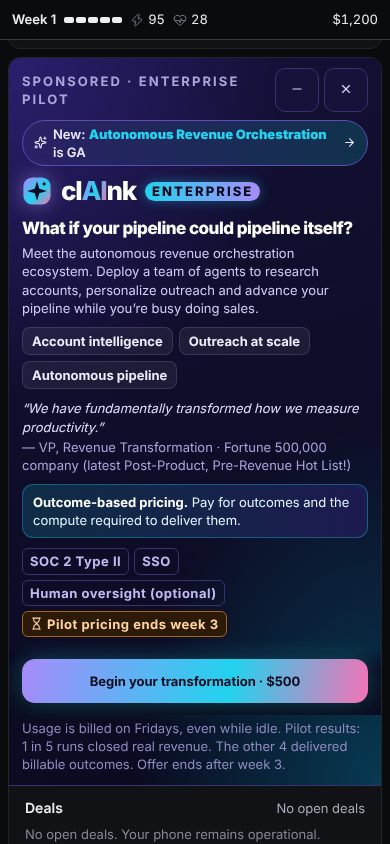 Week 1 95 28 $1,200
SPONSORED · ENTERPRISE
PILOT
New: Autonomous Revenue Orchestration
is GA
clAInk ENTERPRISE
What if your pipeline could pipeline itself?
Meet the autonomous revenue orchestration
ecosystem. Deploy a team of agents to research
accounts, personalize outreach and advance your
pipeline while you're busy doing sales.
Account intelligence Outreach at scale
Autonomous pipeline
“We have fundamentally transformed how we measure
productivity.”
— VP, Revenue Transformation · Fortune 500,000
company (latest Post-Product, Pre-Revenue Hot List!)
Outcome-based pricing. Pay for outcomes and the
compute required to deliver them.
SOC 2 Type II SSO
Human oversight (optional)
Pilot pricing ends week 3
Begin your transformation · $500
Usage is billed on Fridays, even while idle. Pilot results:
1 in 5 runs closed real revenue. The other 4 delivered
billable outcomes. Offer ends after week 3.
Deals No open deals
No open deals. Your phone remains operational.